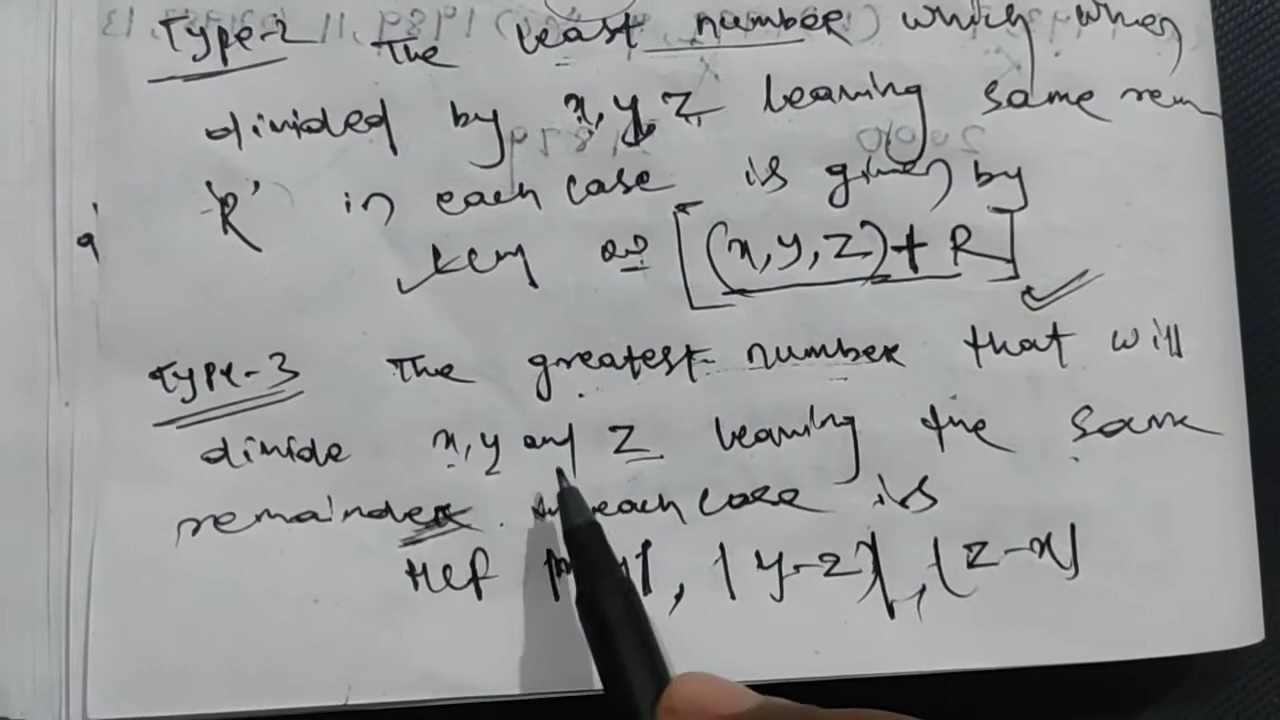 Type-2 The least number which when
divided by x, y, z leaving same rem
'R' in each case is given by
LCM of [(x, y, z) + R]
Type-3 The greatest number that will
divide x, y and z leaving the same
remainder in each case is
HCF |y-z|, |z-x|